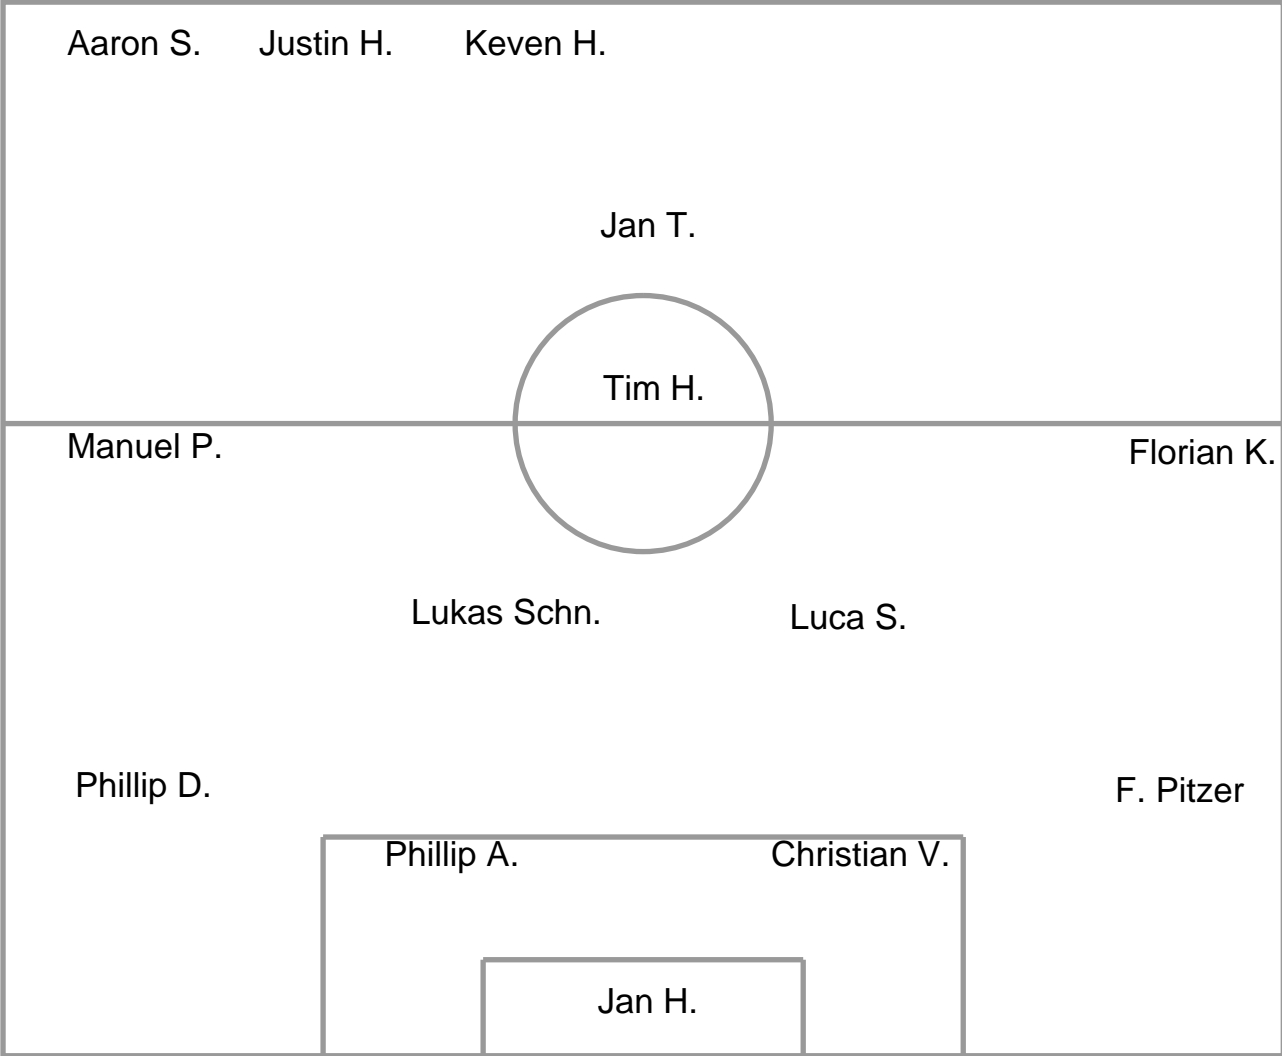 Aaron S. Justin H. Keven H.
Jan T.
Tim H.
Manuel P. Florian K.
Lukas Schn. Luca S.
Phillip D. F. Pitzer
Phillip A. Christian V.
Jan H.